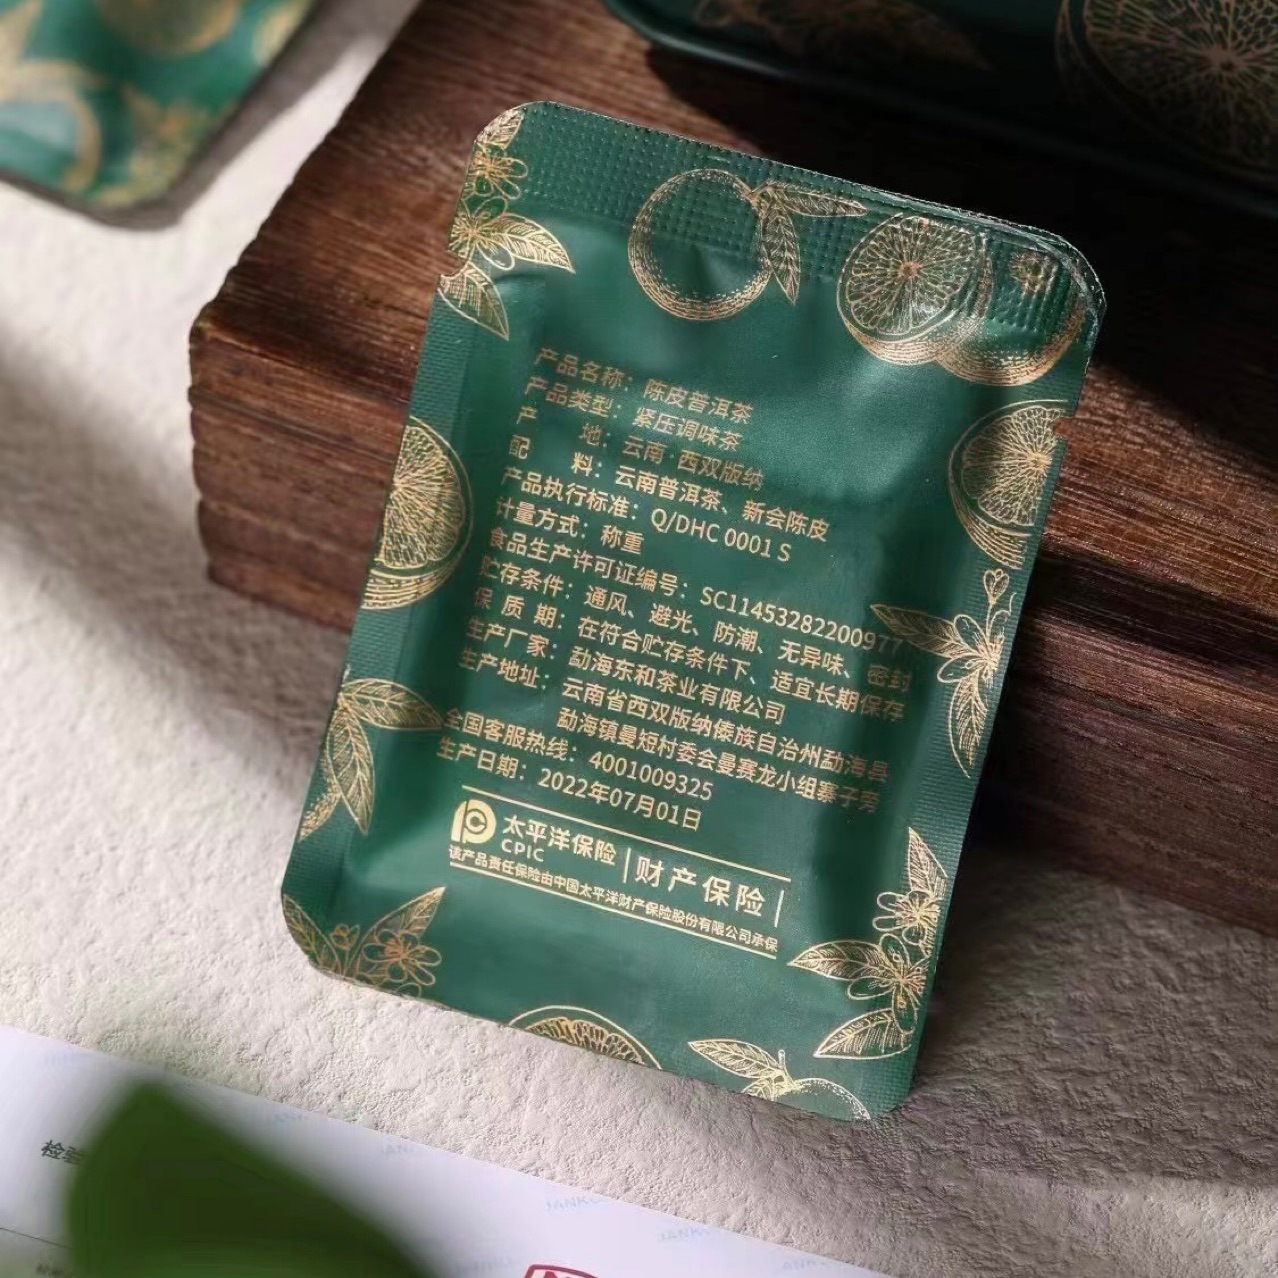 产品名称：陈皮普洱茶
产品类型：紧压调味茶
产 地：云南·西双版纳
配 料：云南普洱茶、新会陈皮
产品执行标准：Q/DHC 0001 S
计量方式：称重
食品生产许可证编号：SC11453282200977
贮存条件：通风、避光、防潮、无异味、密封
保 质 期：在符合贮存条件下、适宜长期保存
生产厂家：勐海东和茶业有限公司
生产地址：云南省西双版纳傣族自治州勐海县
勐海镇曼短村委会曼赛龙小组寨子旁
全国客服热线：4001009325
生产日期：2022年07月01日
太平洋保险 | 财产保险 |
CPIC
该产品责任保险由中国太平洋财产保险股份有限公司承保
检验